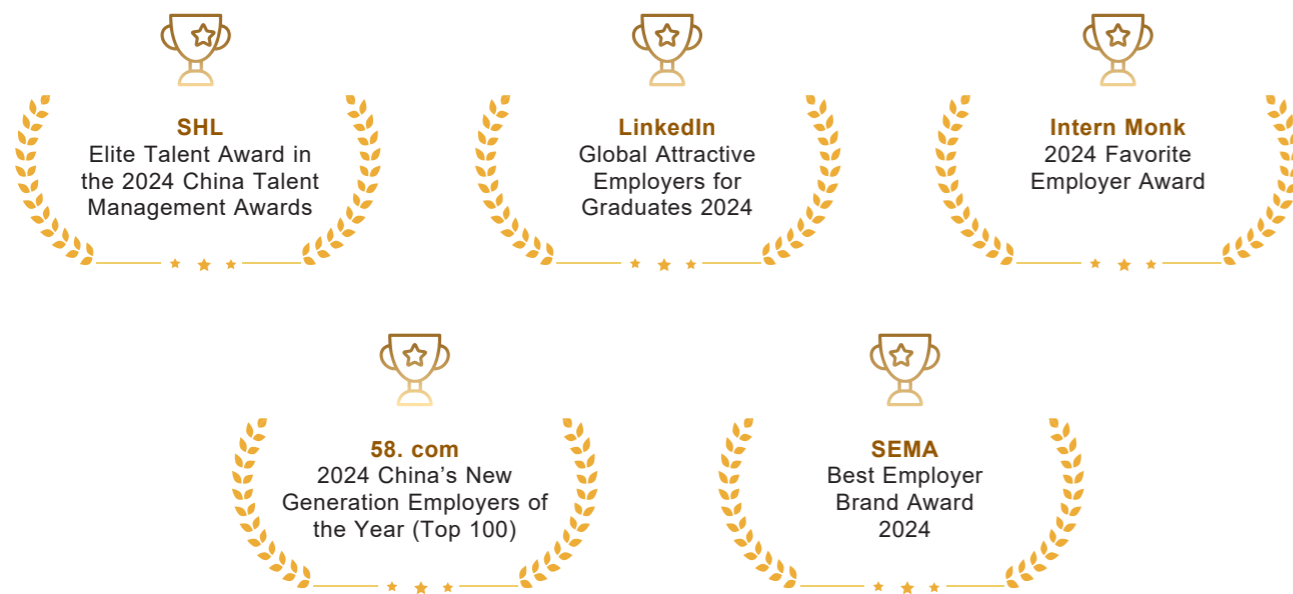 SHL
Elite Talent Award in
the 2024 China Talent
Management Awards
LinkedIn
Global Attractive
Employers for
Graduates 2024
Intern Monk
2024 Favorite
Employer Award
58. com
2024 China’s New
Generation Employers of
the Year (Top 100)
SEMA
Best Employer
Brand Award
2024